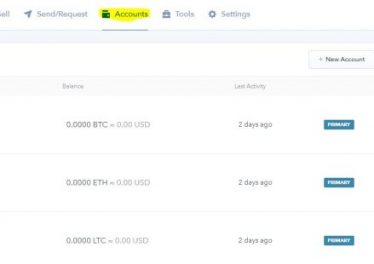 Sell Send/Request Accounts Tools Settings
+ New Account
Balance Last Activity
0.0000 BTC ≈ 0.00 USD 2 days ago PRIMARY
0.0000 ETH ≈ 0.00 USD 2 days ago PRIMARY
0.0000 LTC ≈ 0.00 USD 2 days ago PRIMARY